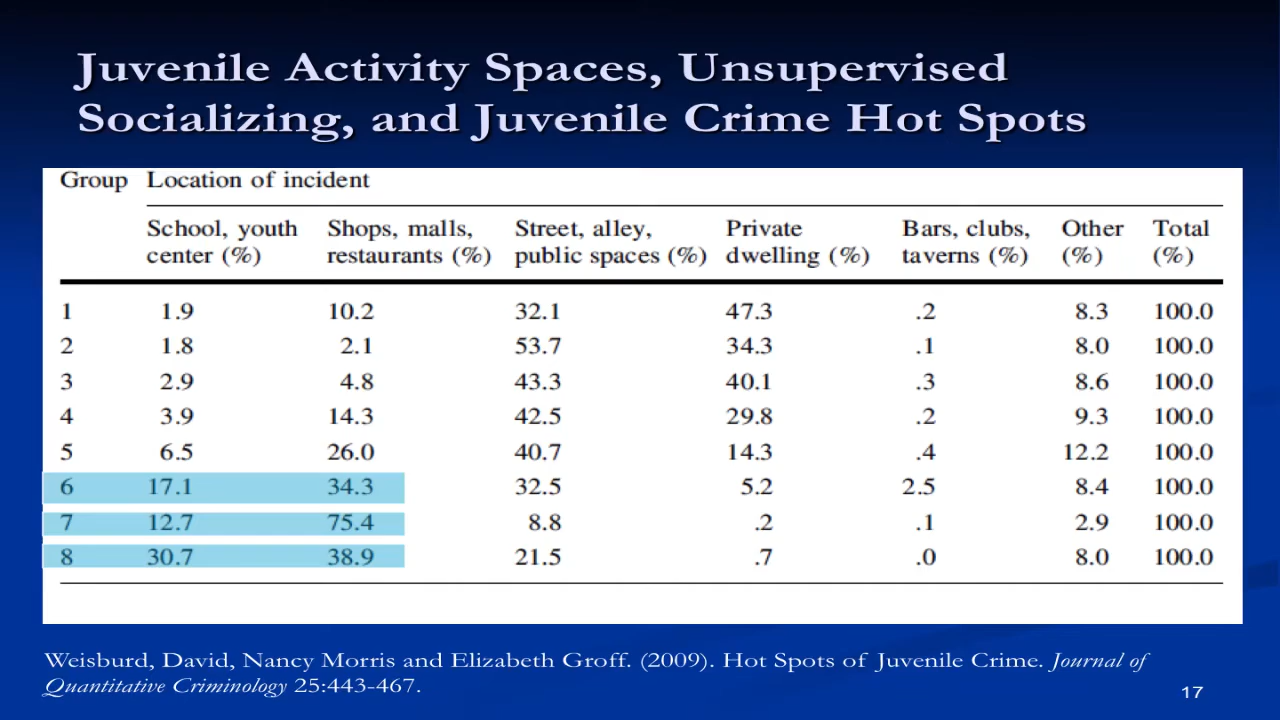 Juvenile Activity Spaces, Unsupervised
Socializing, and Juvenile Crime Hot Spots
Group Location of incident
School, youth center (%) Shops, malls, restaurants (%) Street, alley, public spaces (%) Private dwelling (%) Bars, clubs, taverns (%) Other (%) Total (%)
1 1.9 10.2 32.1 47.3 .2 8.3 100.0
2 1.8 2.1 53.7 34.3 .1 8.0 100.0
3 2.9 4.8 43.3 40.1 .3 8.6 100.0
4 3.9 14.3 42.5 29.8 .2 9.3 100.0
5 6.5 26.0 40.7 14.3 .4 12.2 100.0
6 17.1 34.3 32.5 5.2 2.5 8.4 100.0
7 12.7 75.4 8.8 .2 .1 2.9 100.0
8 30.7 38.9 21.5 .7 .0 8.0 100.0
Weisburd, David, Nancy Morris and Elizabeth Groff. (2009). Hot Spots of Juvenile Crime. Journal of
Quantitative Criminology 25:443-467.
17